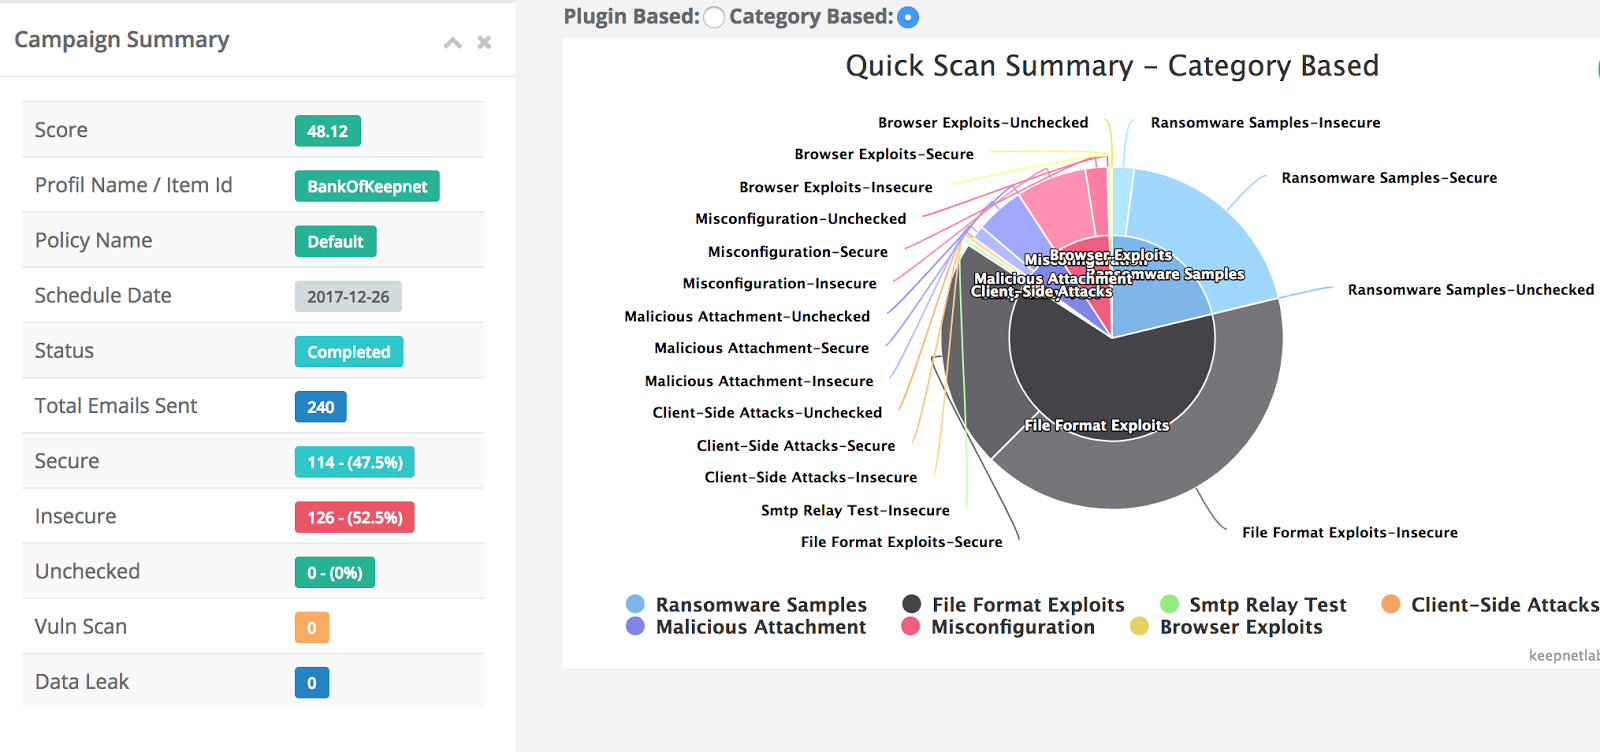 Campaign Summary
Score 48.12
Profil Name / Item Id BankOfKeepnet
Policy Name Default
Schedule Date 2017-12-26
Status Completed
Total Emails Sent 240
Secure 114 - (47.5%)
Insecure 126 - (52.5%)
Unchecked 0 - (0%)
Vuln Scan 0
Data Leak 0
Plugin Based: Category Based:
Quick Scan Summary – Category Based
Browser Exploits–Unchecked
Ransomware Samples–Insecure
Browser Exploits–Secure
Ransomware Samples–Secure
Browser Exploits–Insecure
Misconfiguration–Unchecked
Misconfiguration–Secure
Browser Exploits
Misconfiguration
Ransomware Samples
Malicious Attachment
Client–Side Attacks
Misconfiguration–Insecure
Ransomware Samples–Unchecked
Malicious Attachment–Unchecked
Malicious Attachment–Secure
Malicious Attachment–Insecure
Client–Side Attacks–Unchecked
File Format Exploits
Client–Side Attacks–Secure
Client–Side Attacks–Insecure
Smtp Relay Test–Insecure
File Format Exploits–Insecure
File Format Exploits–Secure
Ransomware Samples File Format Exploits Smtp Relay Test Client–Side Attacks
Malicious Attachment Misconfiguration Browser Exploits
keepnetlab